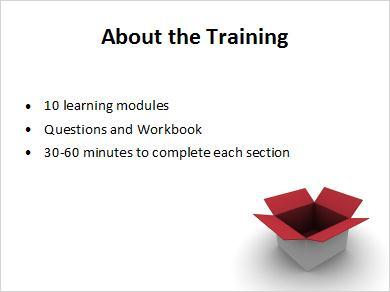 About the Training
• 10 learning modules
• Questions and Workbook
• 30-60 minutes to complete each section